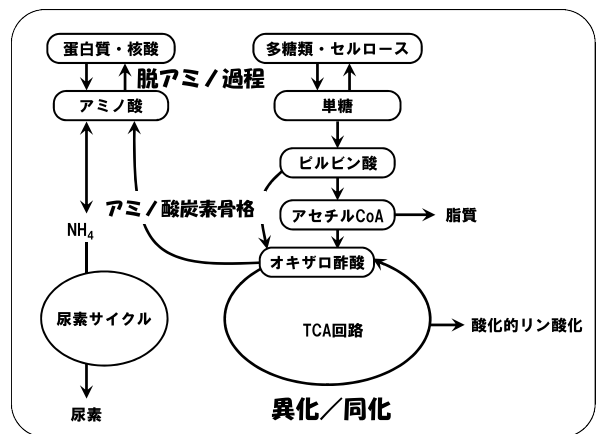 蛋白質・核酸
多糖類・セルロース
脱アミノ過程
アミノ酸
単糖
ピルビン酸
アミノ酸炭素骨格
アセチルCoA
脂質
NH₄
オキザロ酢酸
尿素サイクル
TCA回路
酸化的リン酸化
尿素
異化／同化